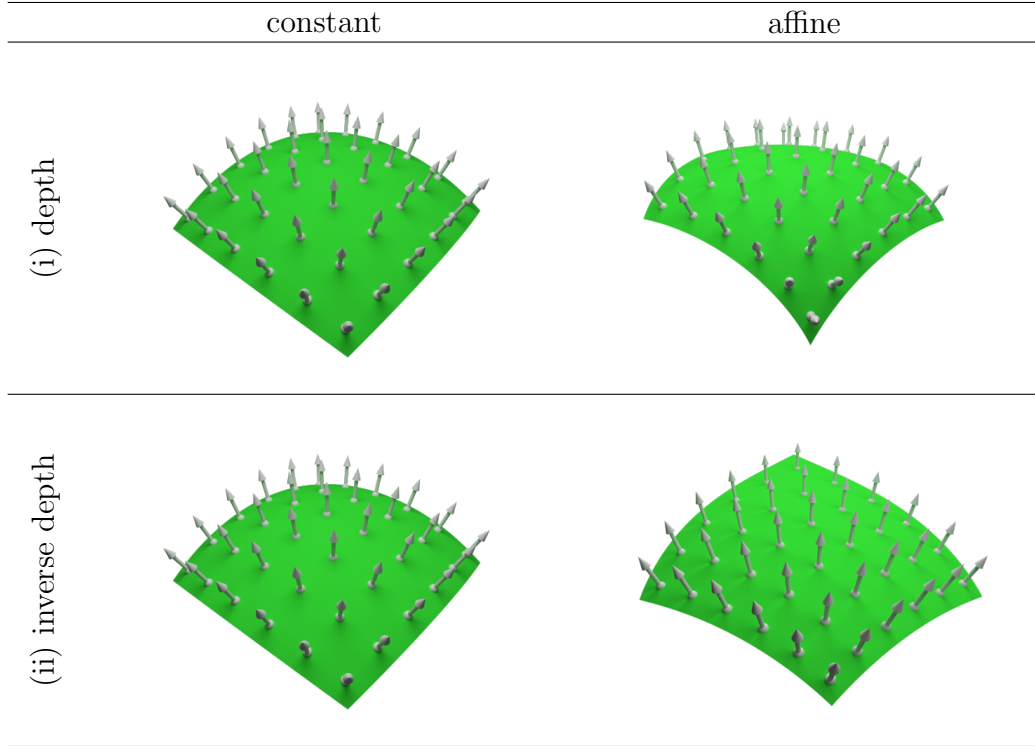 constant affine
(i) depth
(ii) inverse depth